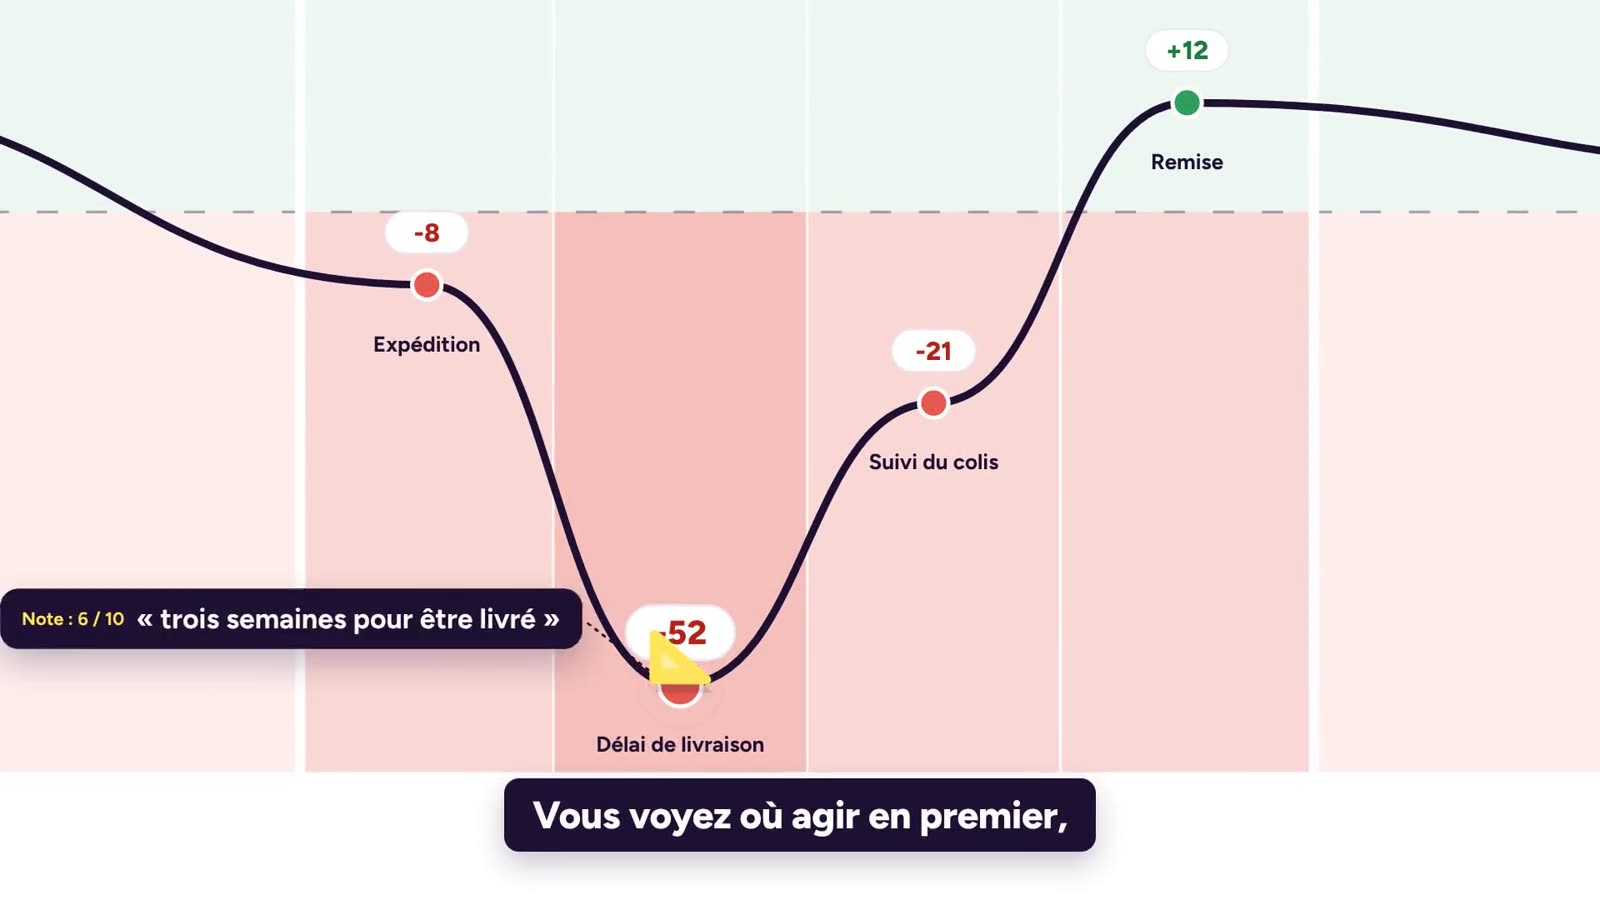 +12
Remise
-8
Expédition
-21
Suivi du colis
Note : 6 / 10 « trois semaines pour être livré »
-52
Délai de livraison
Vous voyez où agir en premier,